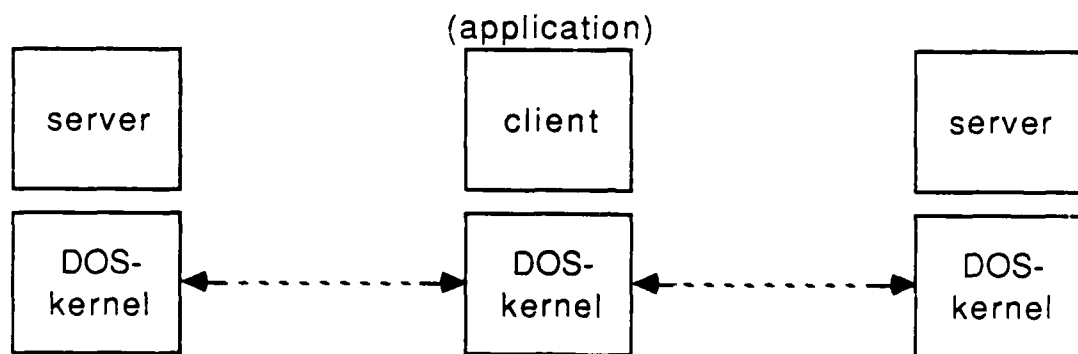 (application)
server
client
server
DOS-
kernel
DOS-
kernel
DOS-
kernel